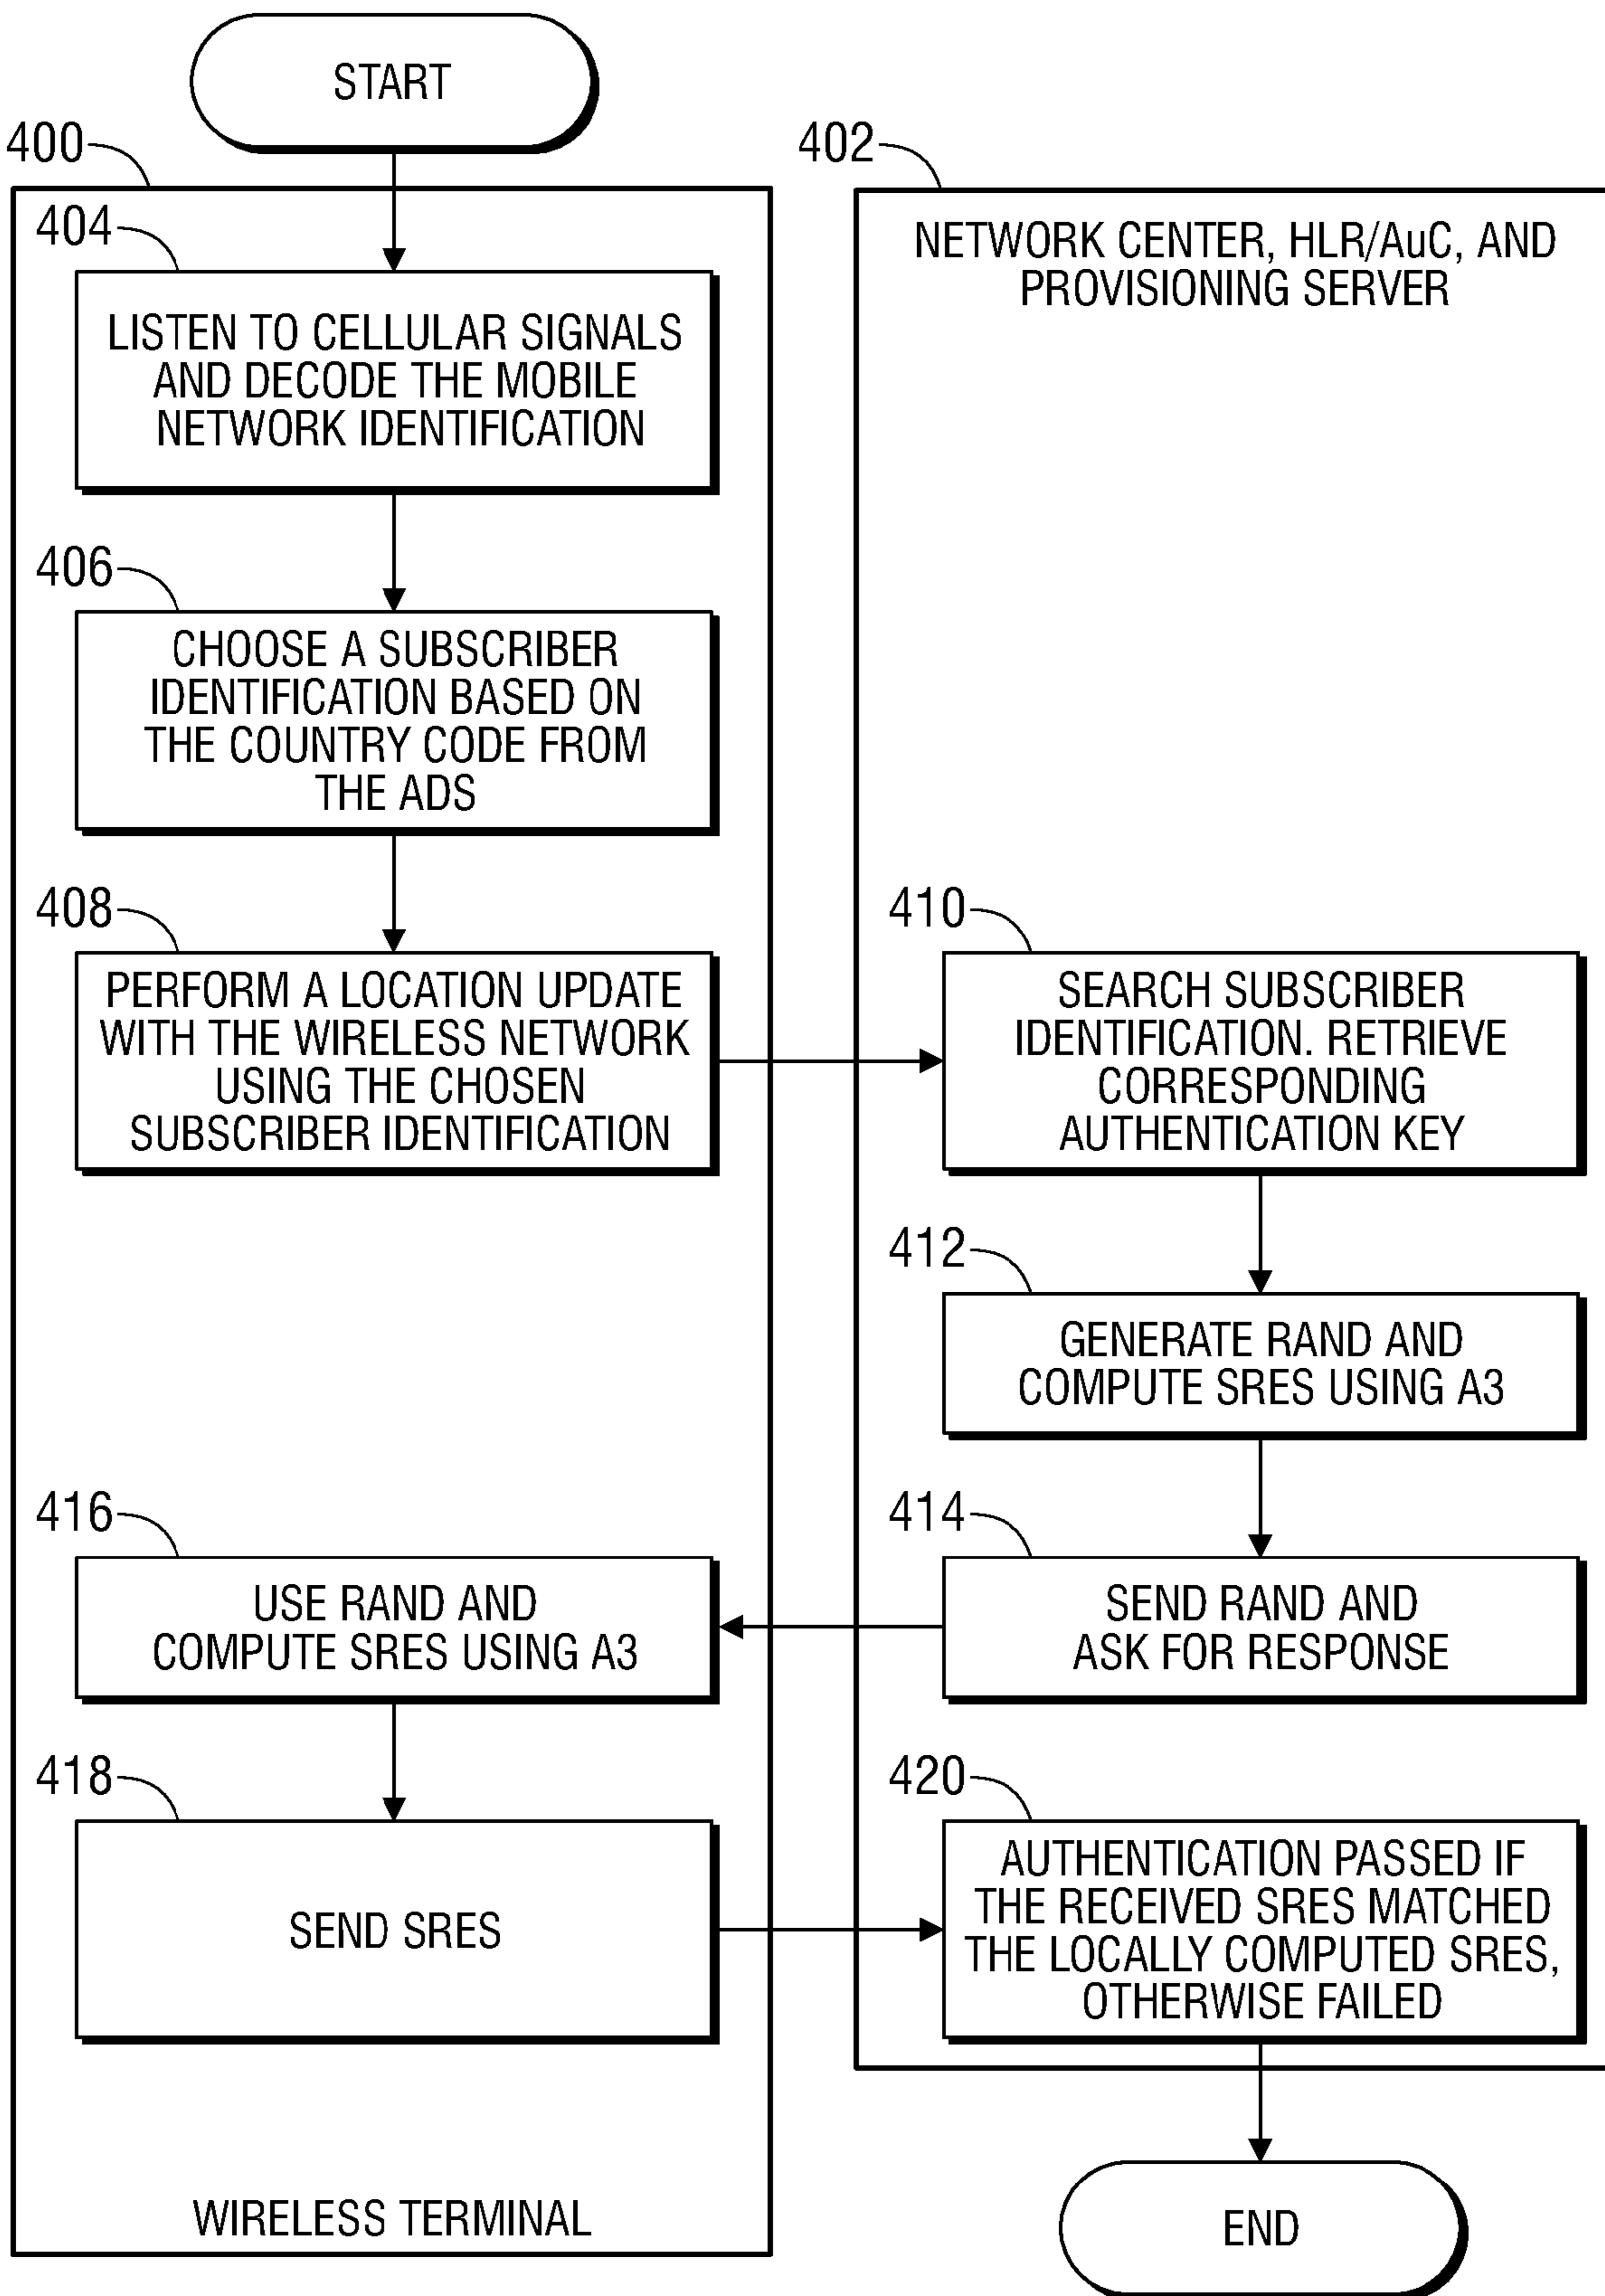 START
400
402
404
NETWORK CENTER, HLR/AuC, AND
PROVISIONING SERVER
LISTEN TO CELLULAR SIGNALS
AND DECODE THE MOBILE
NETWORK IDENTIFICATION
406
CHOOSE A SUBSCRIBER
IDENTIFICATION BASED ON
THE COUNTRY CODE FROM
THE ADS
408
PERFORM A LOCATION UPDATE
WITH THE WIRELESS NETWORK
USING THE CHOSEN
SUBSCRIBER IDENTIFICATION
410
SEARCH SUBSCRIBER
IDENTIFICATION. RETRIEVE
CORRESPONDING
AUTHENTICATION KEY
412
GENERATE RAND AND
COMPUTE SRES USING A3
414
SEND RAND AND
ASK FOR RESPONSE
416
USE RAND AND
COMPUTE SRES USING A3
418
SEND SRES
420
AUTHENTICATION PASSED IF
THE RECEIVED SRES MATCHED
THE LOCALLY COMPUTED SRES,
OTHERWISE FAILED
WIRELESS TERMINAL
END